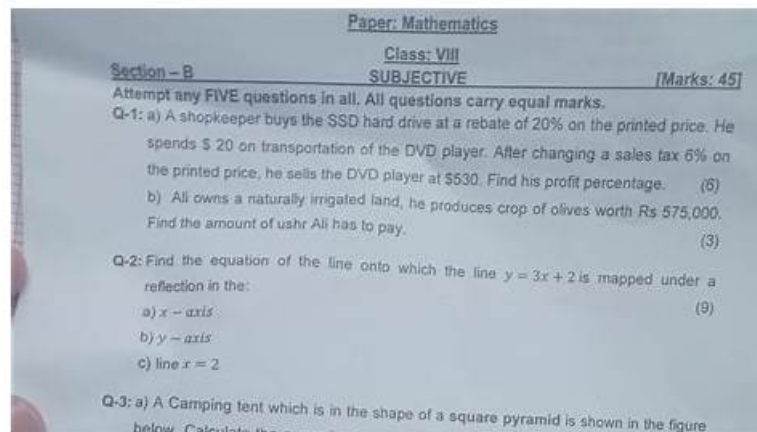 Paper: Mathematics
Class: VIII
Section – B SUBJECTIVE [Marks: 45]
Attempt any FIVE questions in all. All questions carry equal marks.
Q-1: a) A shopkeeper buys the SSD hard drive at a rebate of 20% on the printed price. He
spends $ 20 on transportation of the DVD player. After changing a sales tax 6% on
the printed price, he sells the DVD player at $530. Find his profit percentage. (6)
b) Ali owns a naturally irrigated land, he produces crop of olives worth Rs 575,000.
Find the amount of ushr Ali has to pay. (3)
Q-2: Find the equation of the line onto which the line y = 3x + 2 is mapped under a
reflection in the: (9)
a) x – axis
b) y – axis
c) line x = 2
Q-3: a) A Camping tent which is in the shape of a square pyramid is shown in the figure
below. Calculate the